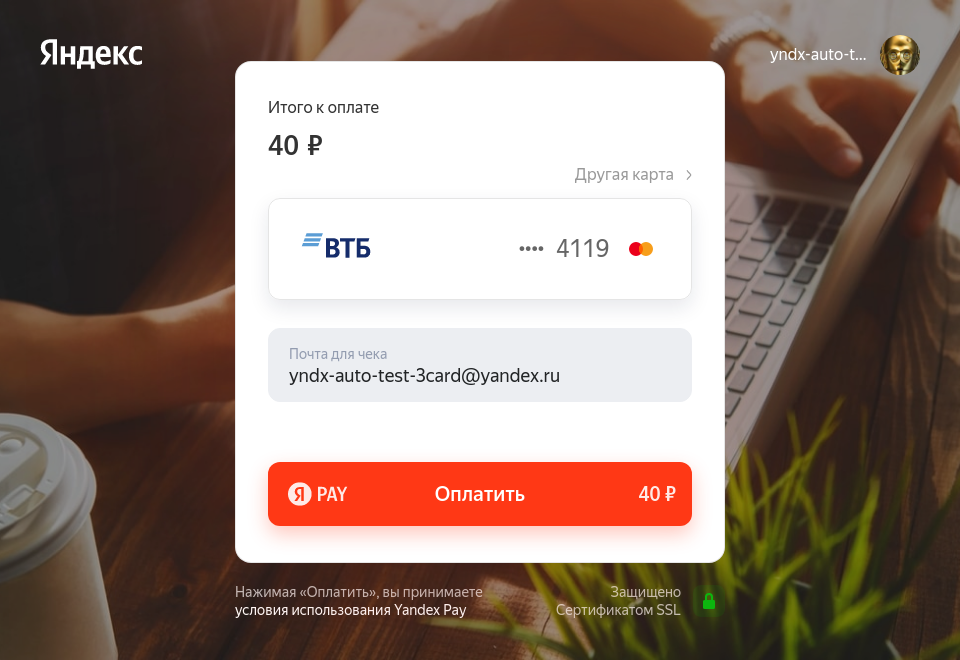 Яндекс
yndx-auto-t...
Итого к оплате
40 ₽
Другая карта
ВТБ
•••• 4119
Почта для чека
yndx-auto-test-3card@yandex.ru
Я PAY Оплатить 40 ₽
Нажимая «Оплатить», вы принимаете
условия использования Yandex Pay
Защищено
Сертификатом SSL